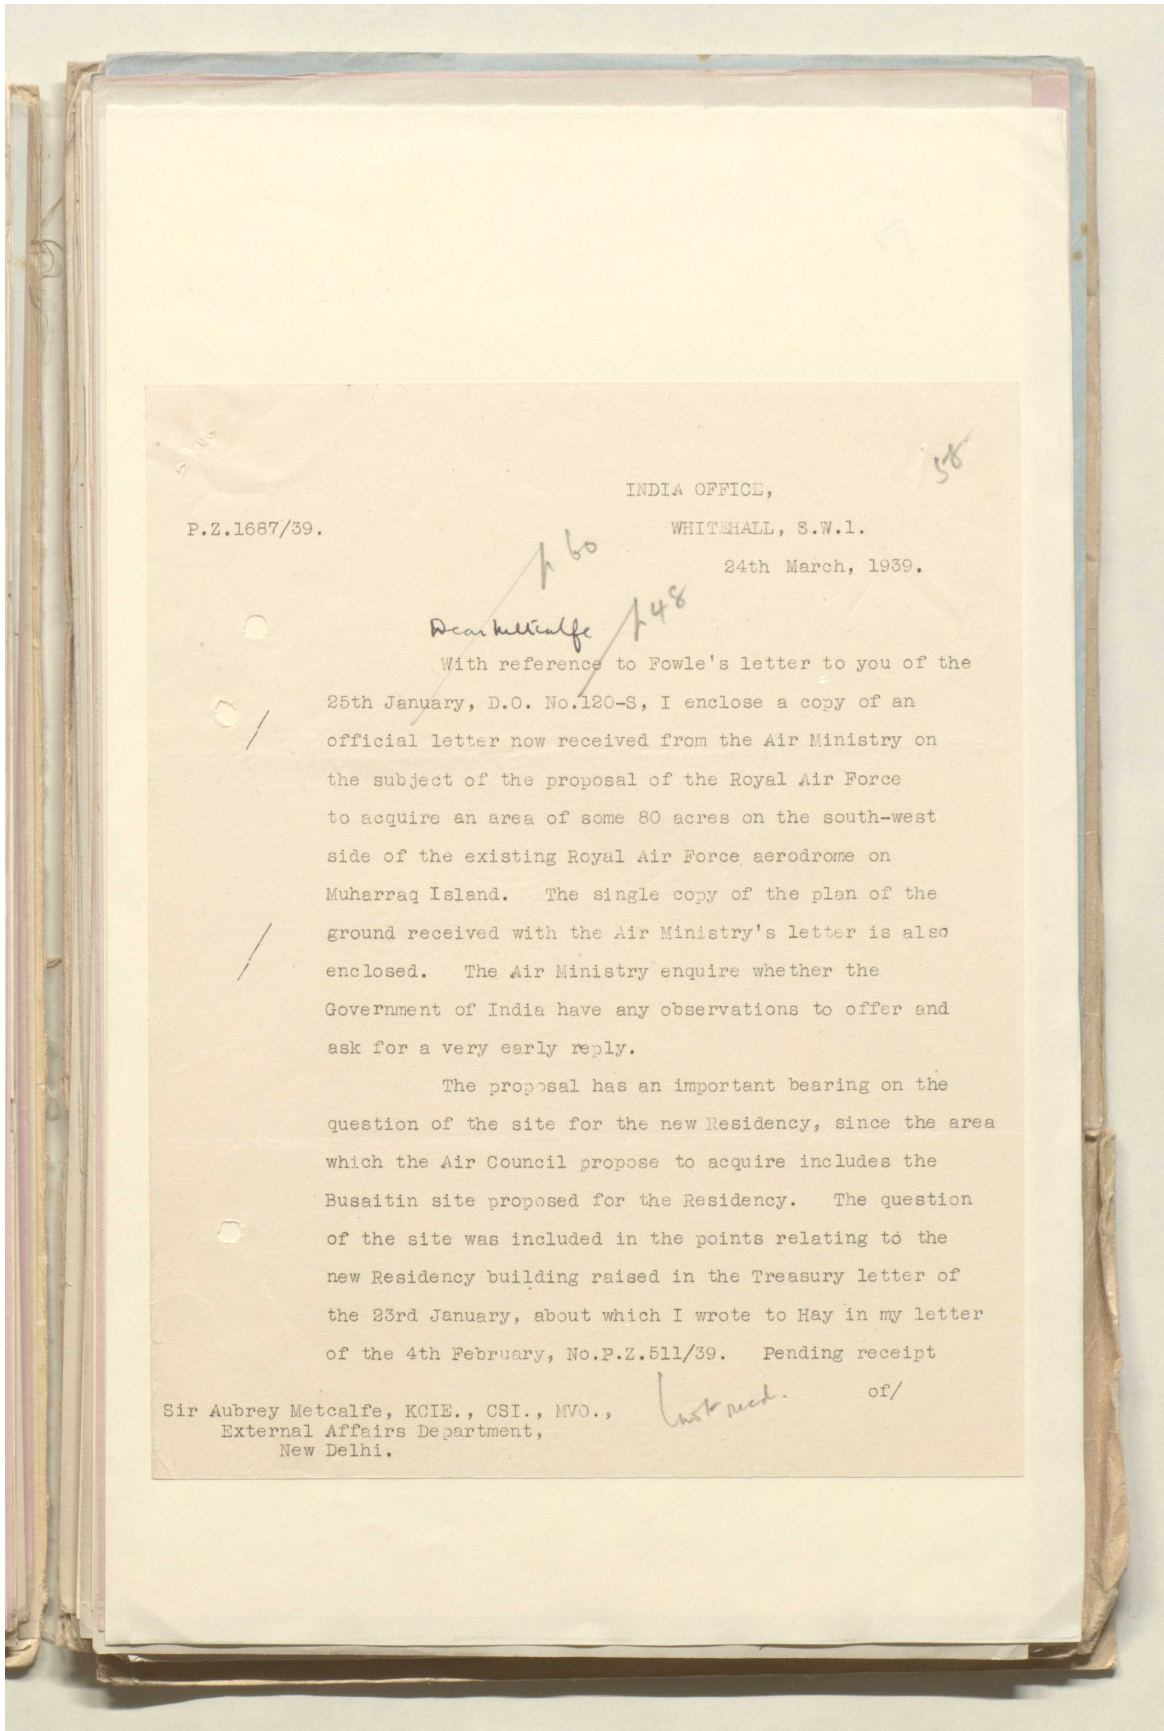 58
INDIA OFFICE,
P.Z.1687/39.
WHITEHALL, S.W.1.
24th March, 1939.
p 60
p 48
Dear Metcalfe
With reference to Fowle's letter to you of the
25th January, D.O. No.120-S, I enclose a copy of an
official letter now received from the Air Ministry on
the subject of the proposal of the Royal Air Force
to acquire an area of some 80 acres on the south-west
side of the existing Royal Air Force aerodrome on
Muharraq Island. The single copy of the plan of the
ground received with the Air Ministry's letter is also
enclosed. The Air Ministry enquire whether the
Government of India have any observations to offer and
ask for a very early reply.
The proposal has an important bearing on the
question of the site for the new Residency, since the area
which the Air Council propose to acquire includes the
Busaitin site proposed for the Residency. The question
of the site was included in the points relating to the
new Residency building raised in the Treasury letter of
the 23rd January, about which I wrote to Hay in my letter
of the 4th February, No.P.Z.511/39. Pending receipt
of/
not recd.
Sir Aubrey Metcalfe, KCIE., CSI., MVO.,
External Affairs Department,
New Delhi.